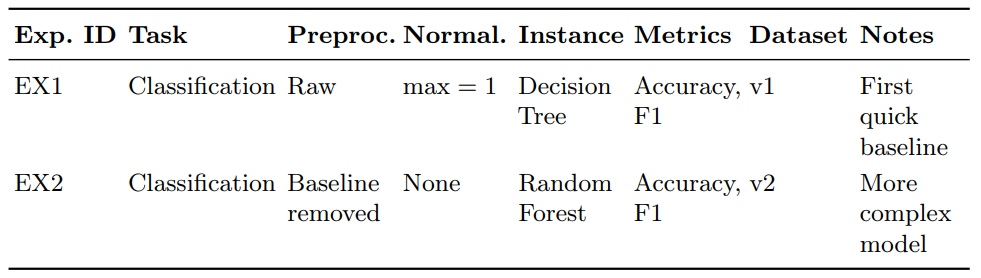 Exp. ID Task Preproc. Normal. Instance Metrics Dataset Notes
EX1 Classification Raw max = 1 Decision Accuracy, v1 First
Tree F1 quick
baseline
EX2 Classification Baseline None Random Accuracy, v2 More
removed Forest F1 complex
model